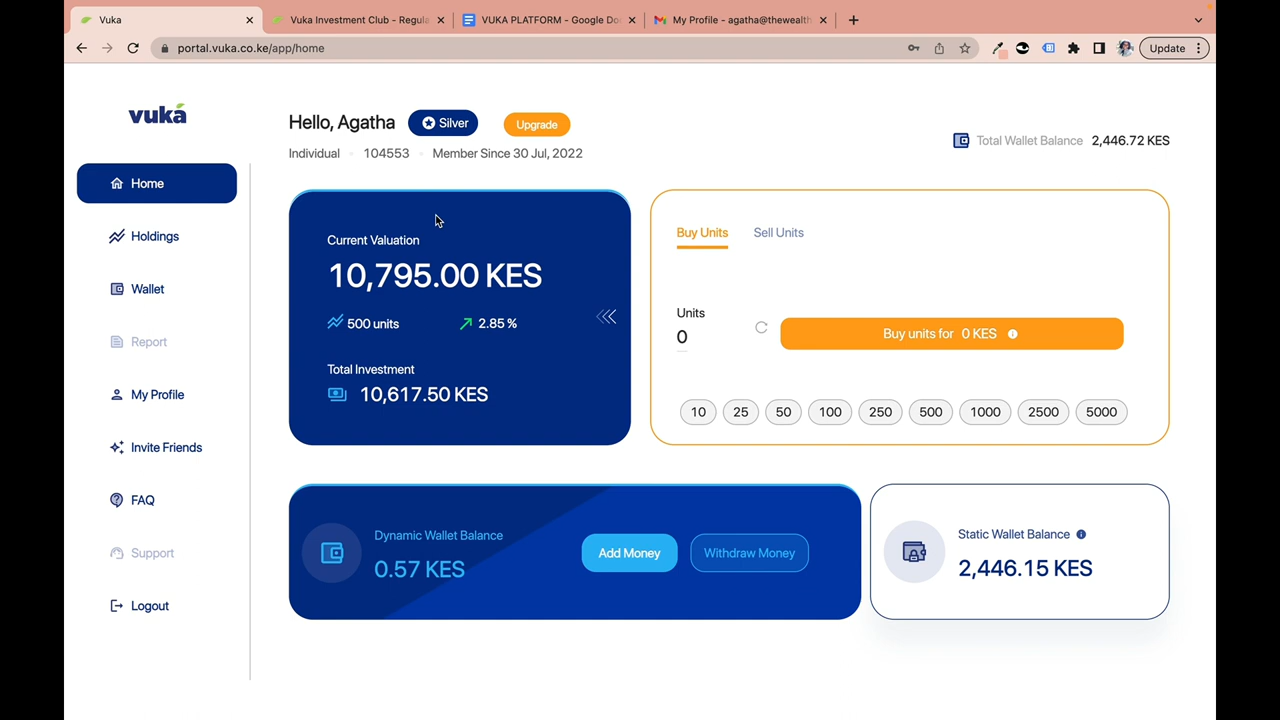 Vuka
Vuka Investment Club - Regula
VUKA PLATFORM - Google Do
My Profile - agatha@thewealth
portal.vuka.co.ke/app/home
Update
vuka
Hello, Agatha
Silver
Upgrade
Individual
104553
Member Since 30 Jul, 2022
Total Wallet Balance 2,446.72 KES
Home
Holdings
Wallet
Report
My Profile
Invite Friends
FAQ
Support
Logout
Current Valuation
10,795.00 KES
500 units
2.85 %
Total Investment
10,617.50 KES
Buy Units
Sell Units
Units
0
Buy units for 0 KES
10 25 50 100 250 500 1000 2500 5000
Dynamic Wallet Balance
0.57 KES
Add Money
Withdraw Money
Static Wallet Balance
2,446.15 KES